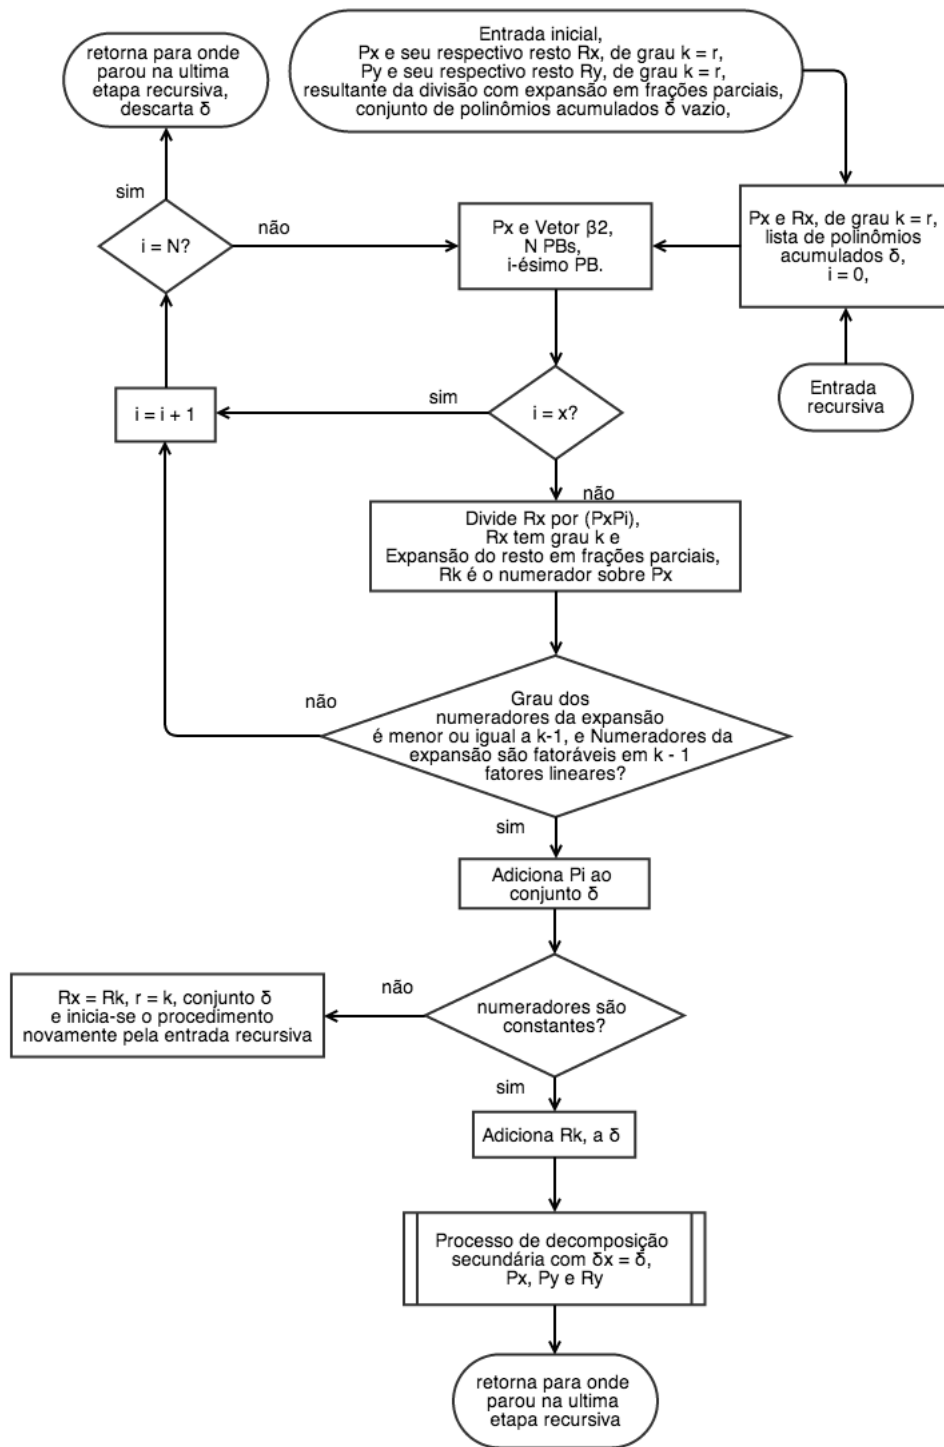 retorna para onde
parou na ultima
etapa recursiva,
descarta δ
Entrada inicial,
Px e seu respectivo resto Rx, de grau k = r,
Py e seu respectivo resto Ry, de grau k = r,
resultante da divisão com expansão em frações parciais,
conjunto de polinômios acumulados δ vazio,
sim
i = N?
não
Px e Vetor β2,
N PBs,
i-ésimo PB.
Px e Rx, de grau k = r,
lista de polinômios
acumulados δ,
i = 0,
Entrada
recursiva
i = i + 1
sim
i = x?
não
Divide Rx por (PxPi),
Rx tem grau k e
Expansão do resto em frações parciais,
Rk é o numerador sobre Px
não
Grau dos
numeradores da expansão
é menor ou igual a k-1, e Numeradores da
expansão são fatoráveis em k - 1
fatores lineares?
sim
Adiciona Pi ao
conjunto δ
não
numeradores são
constantes?
Rx = Rk, r = k, conjunto δ
e inicia-se o procedimento
novamente pela entrada recursiva
sim
Adiciona Rk, a δ
Processo de decomposição
secundária com δx = δ,
Px, Py e Ry
retorna para onde
parou na ultima
etapa recursiva